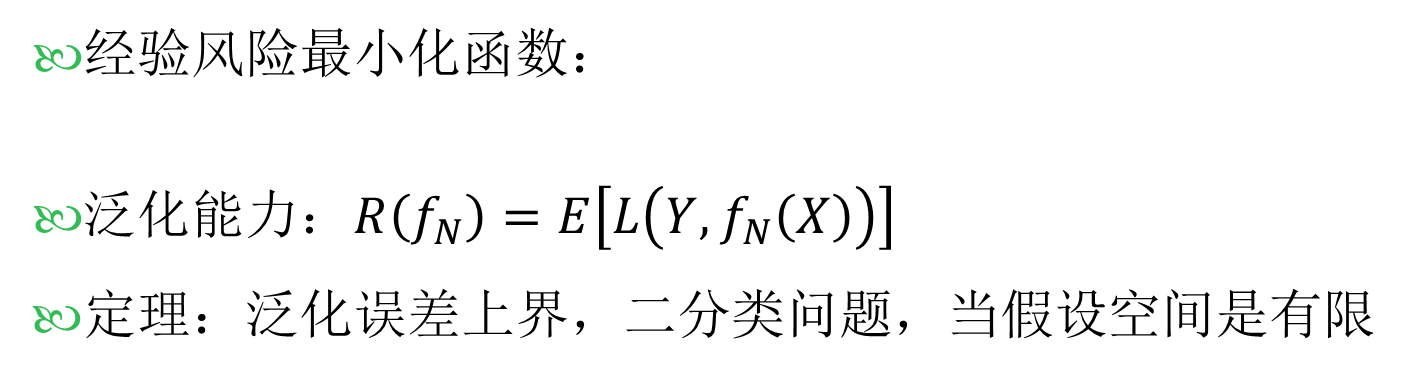 经验风险最小化函数：
泛化能力：R(f_N) = E[L(Y, f_N(X))]
定理：泛化误差上界，二分类问题，当假设空间是有限